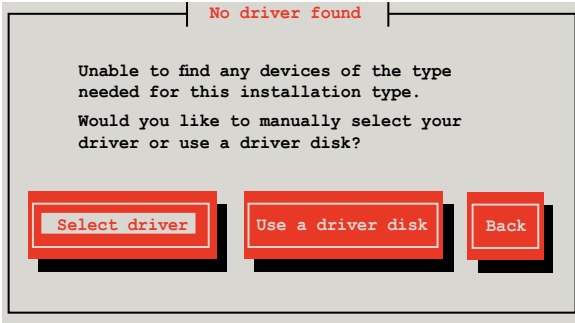 No driver found
Unable to find any devices of the type
needed for this installation type.
Would you like to manually select your
driver or use a driver disk?
Select driver
Use a driver disk
Back